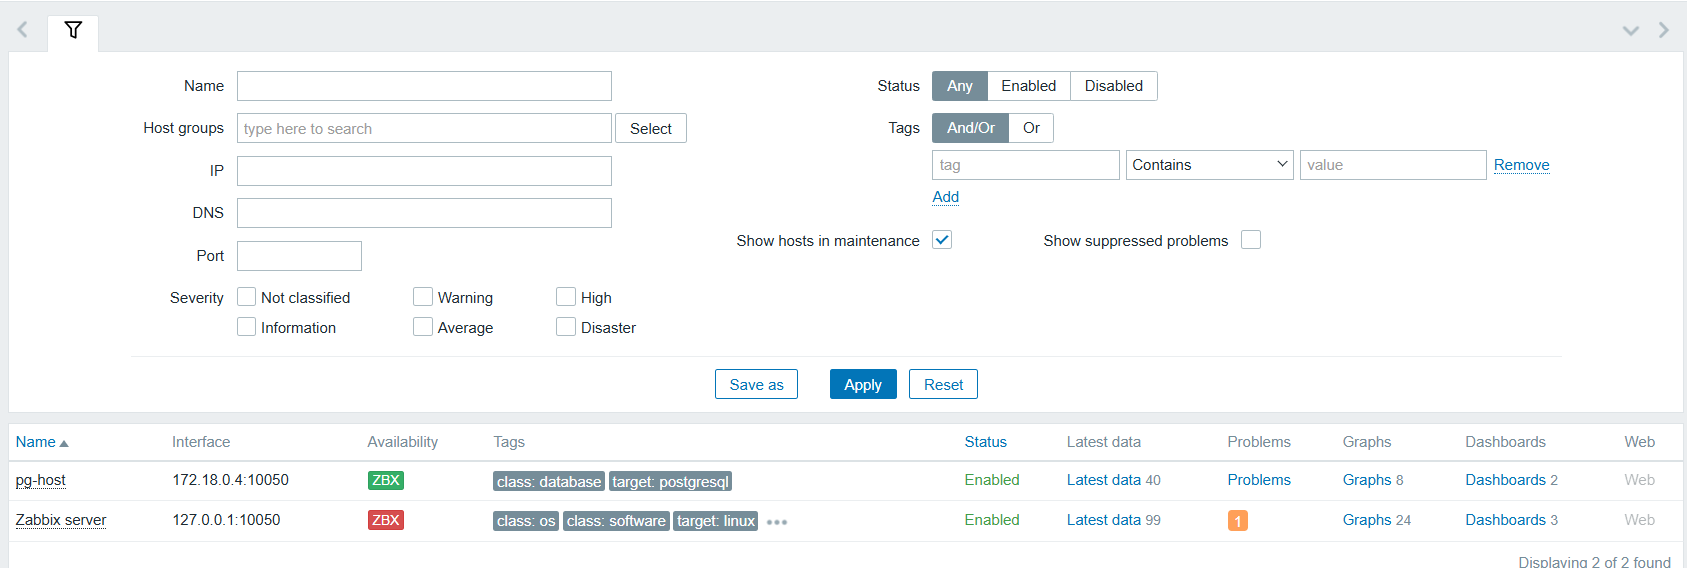 Name Status Any Enabled Disabled
Host groups type here to search Select Tags And/Or Or
IP tag Contains value Remove
DNS Add
Port Show hosts in maintenance Show suppressed problems
Severity Not classified Warning High
Information Average Disaster
Save as Apply Reset
Name Interface Availability Tags Status Latest data Problems Graphs Dashboards Web
pg-host 172.18.0.4:10050 ZBX class: database target: postgresql Enabled Latest data 40 Problems Graphs 8 Dashboards 2 Web
Zabbix server 127.0.0.1:10050 ZBX class: os class: software target: linux ••• Enabled Latest data 99 1 Graphs 24 Dashboards 3 Web
Displaying 2 of 2 found